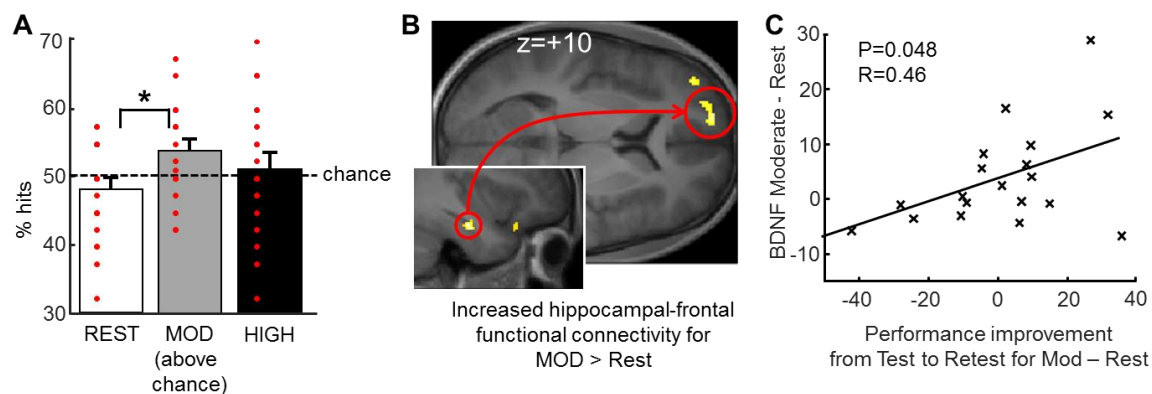 A
70
60
50
40
30
% hits
*
chance
REST
MOD
(above
chance)
HIGH
B
z=+10
Increased hippocampal-frontal
functional connectivity for
MOD > Rest
C
P=0.048
R=0.46
30
20
10
0
-10
BDNF Moderate - Rest
-40
-20
0
20
40
Performance improvement
from Test to Retest for Mod – Rest